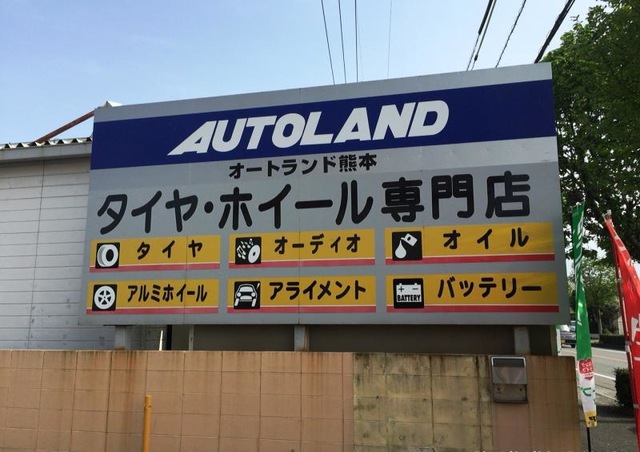 AUTOLAND
オートランド熊本
タイヤ・ホイール専門店
タイヤ
オーディオ
オイル
アルミホイール
アライメント
BATTERY
バッテリー